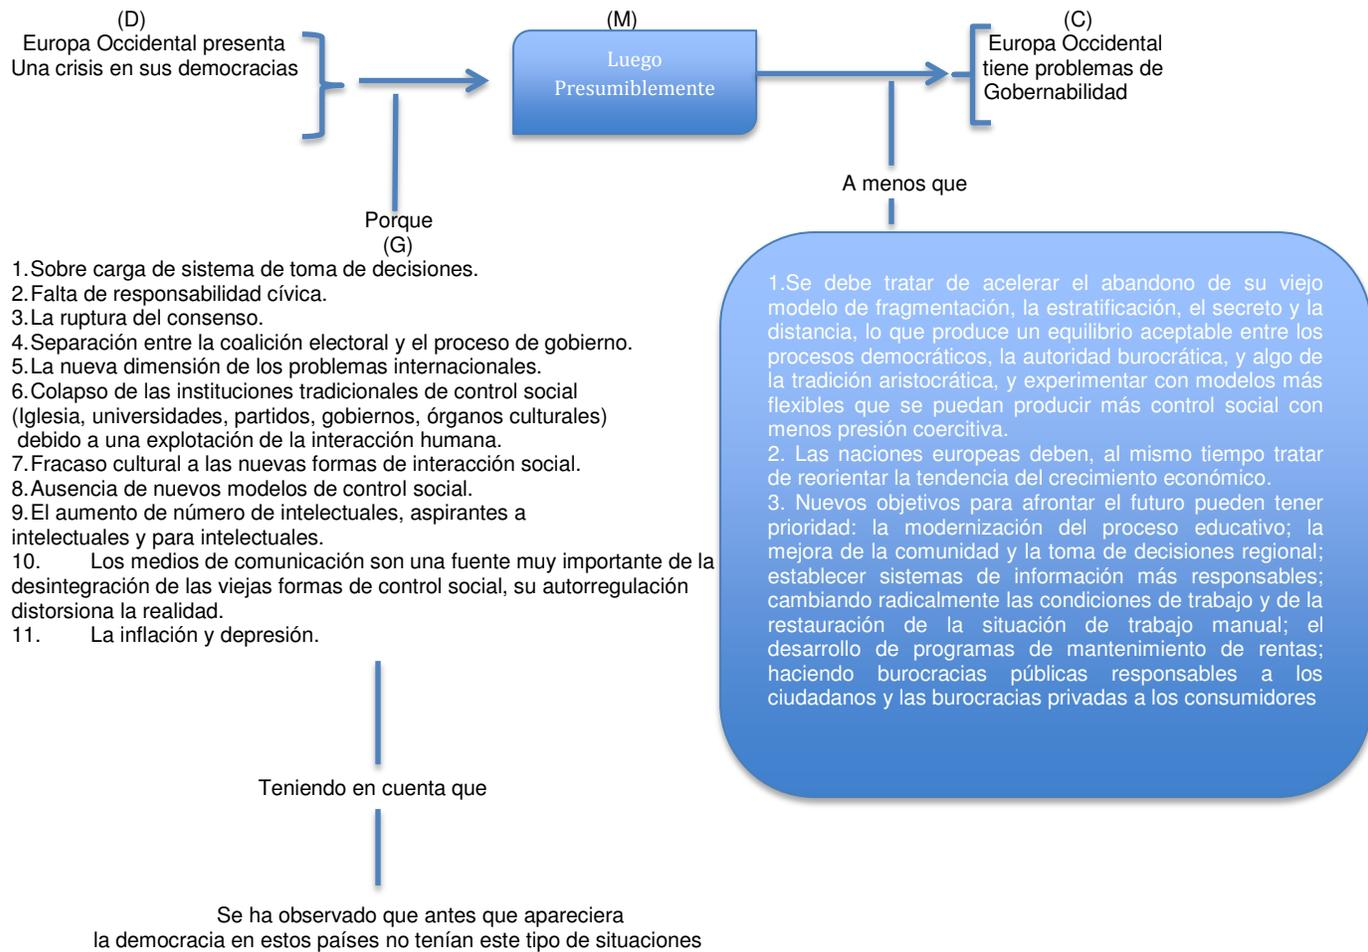 (D)
Europa Occidental presenta
Una crisis en sus democracias
(M)
Luego
Presumiblemente
(C)
Europa Occidental
tiene problemas de
Gobernabilidad
A menos que
Porque
(G)
1.Sobre carga de sistema de toma de decisiones.
2.Falta de responsabilidad cívica.
3.La ruptura del consenso.
4.Separación entre la coalición electoral y el proceso de gobierno.
5.La nueva dimensión de los problemas internacionales.
6.Colapso de las instituciones tradicionales de control social
(Iglesia, universidades, partidos, gobiernos, órganos culturales)
debido a una explotación de la interacción humana.
7.Fracaso cultural a las nuevas formas de interacción social.
8.Ausencia de nuevos modelos de control social.
9.El aumento de número de intelectuales, aspirantes a
intelectuales y para intelectuales.
10. Los medios de comunicación son una fuente muy importante de la
desintegración de las viejas formas de control social, su autorregulación
distorsiona la realidad.
11. La inflación y depresión.
1.Se debe tratar de acelerar el abandono de su viejo
modelo de fragmentación, la estratificación, el secreto y la
distancia, lo que produce un equilibrio aceptable entre los
procesos democráticos, la autoridad burocrática, y algo de
la tradición aristocrática, y experimentar con modelos más
flexibles que se puedan producir más control social con
menos presión coercitiva.
2. Las naciones europeas deben, al mismo tiempo tratar
de reorientar la tendencia del crecimiento económico.
3. Nuevos objetivos para afrontar el futuro pueden tener
prioridad: la modernización del proceso educativo; la
mejora de la comunidad y la toma de decisiones regional;
establecer sistemas de información más responsables;
cambiando radicalmente las condiciones de trabajo y de la
restauración de la situación de trabajo manual; el
desarrollo de programas de mantenimiento de rentas;
haciendo burocracias públicas responsables a los
ciudadanos y las burocracias privadas a los consumidores
Teniendo en cuenta que
Se ha observado que antes que apareciera
la democracia en estos países no tenían este tipo de situaciones